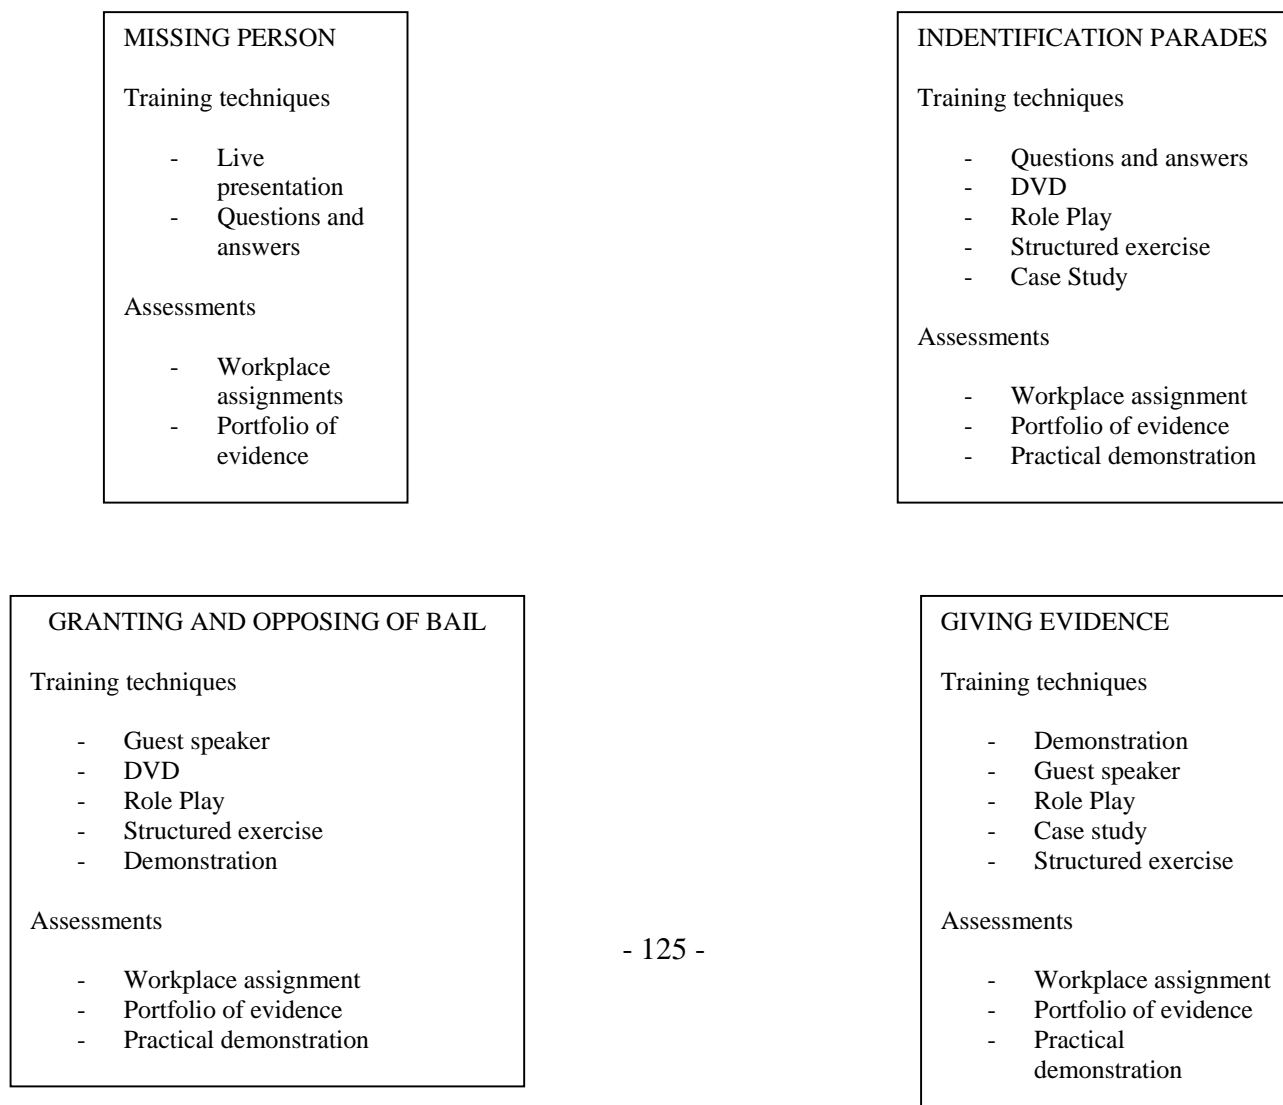 MISSING PERSON
Training techniques
- Live
presentation
- Questions and
answers
Assessments
- Workplace
assignments
- Portfolio of
evidence
INDENTIFICATION PARADES
Training techniques
- Questions and answers
- DVD
- Role Play
- Structured exercise
- Case Study
Assessments
- Workplace assignment
- Portfolio of evidence
- Practical demonstration
GRANTING AND OPPOSING OF BAIL
Training techniques
- Guest speaker
- DVD
- Role Play
- Structured exercise
- Demonstration
Assessments
- Workplace assignment
- Portfolio of evidence
- Practical demonstration
- 125 -
GIVING EVIDENCE
Training techniques
- Demonstration
- Guest speaker
- Role Play
- Case study
- Structured exercise
Assessments
- Workplace assignment
- Portfolio of evidence
- Practical
demonstration